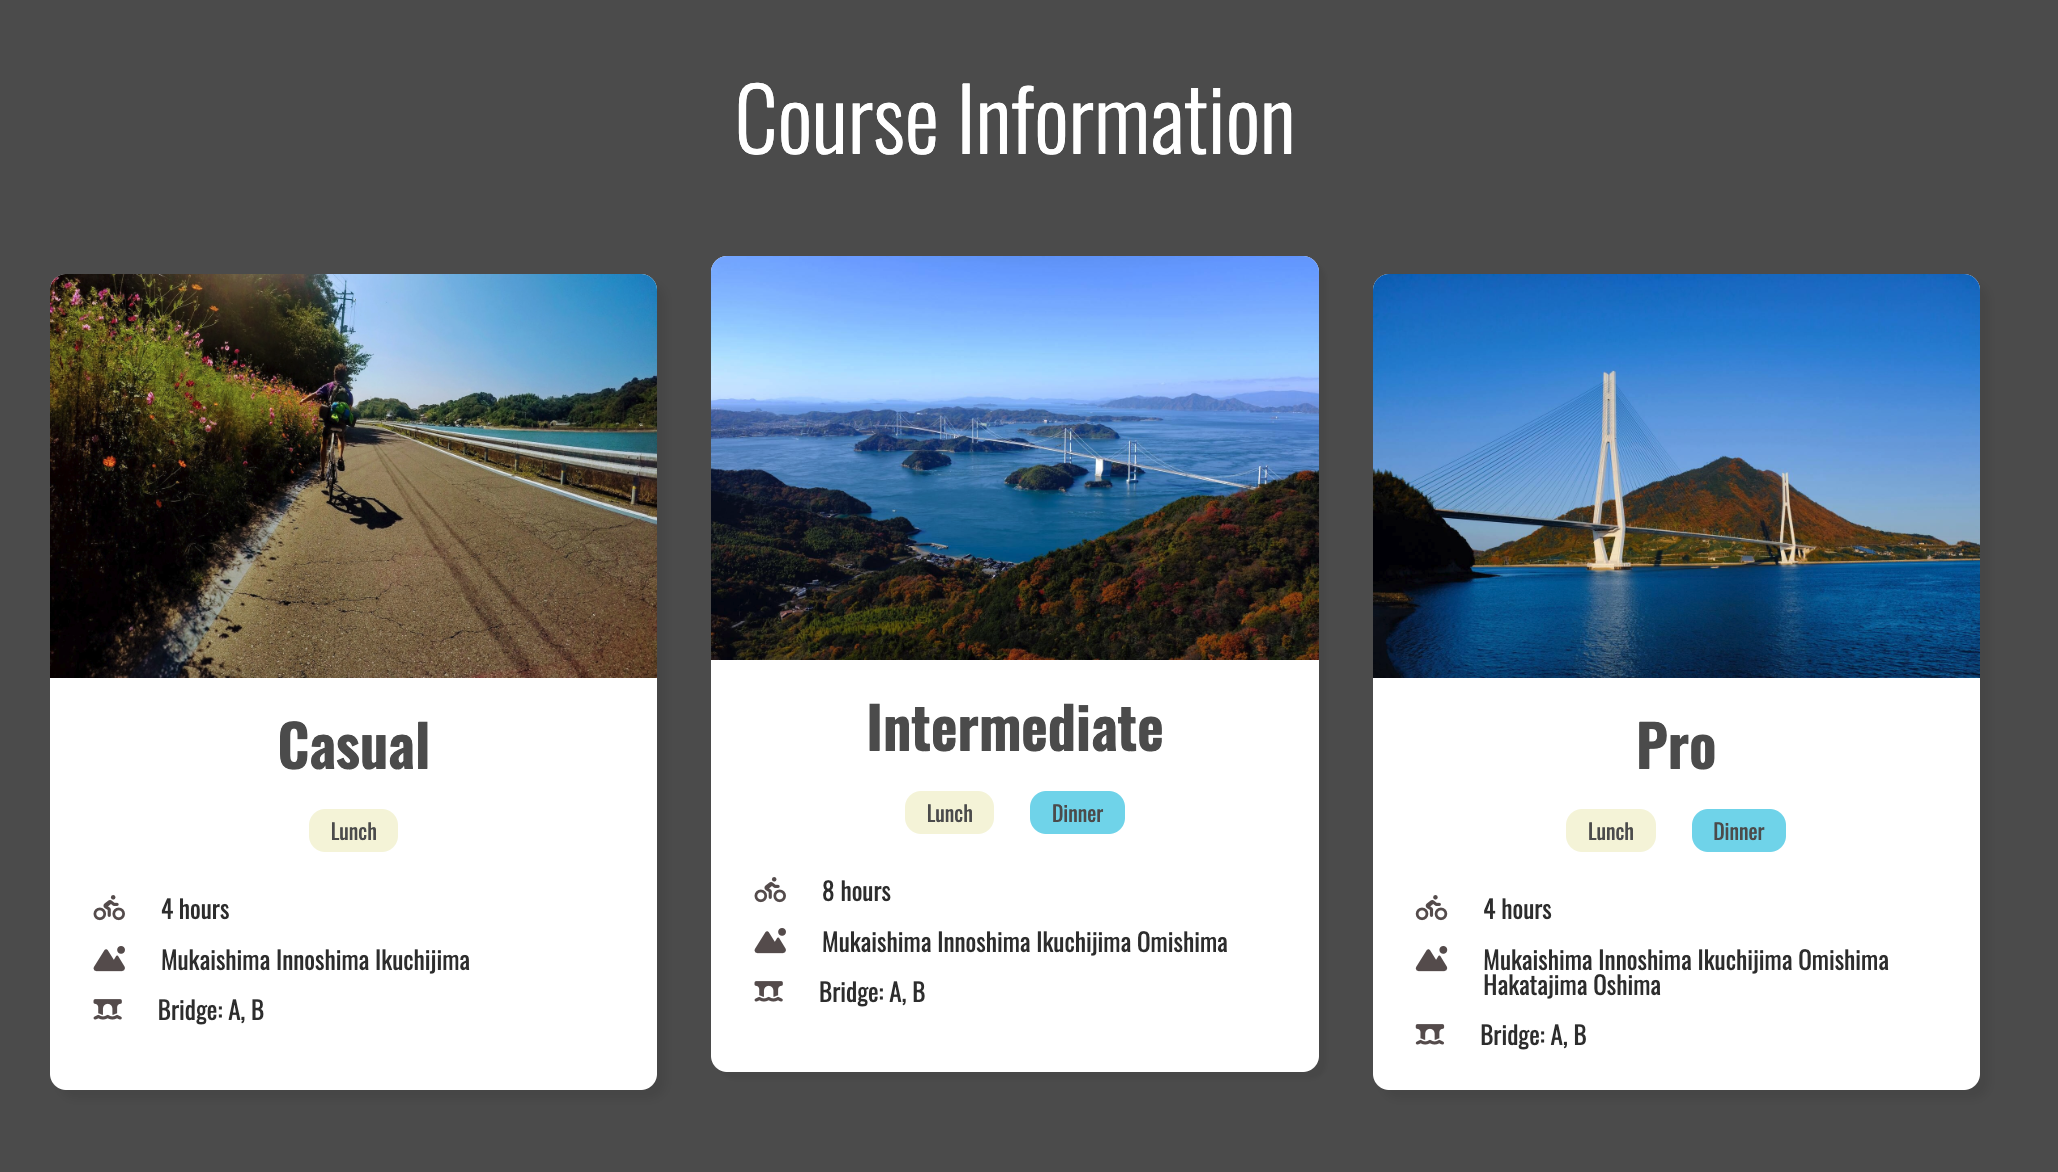 Course Information
Casual
Lunch
4 hours
Mukaishima Innoshima Ikuchijima
Bridge: A, B
Intermediate
Lunch Dinner
8 hours
Mukaishima Innoshima Ikuchijima Omishima
Bridge: A, B
Pro
Lunch Dinner
4 hours
Mukaishima Innoshima Ikuchijima Omishima
Hakatajima Oshima
Bridge: A, B